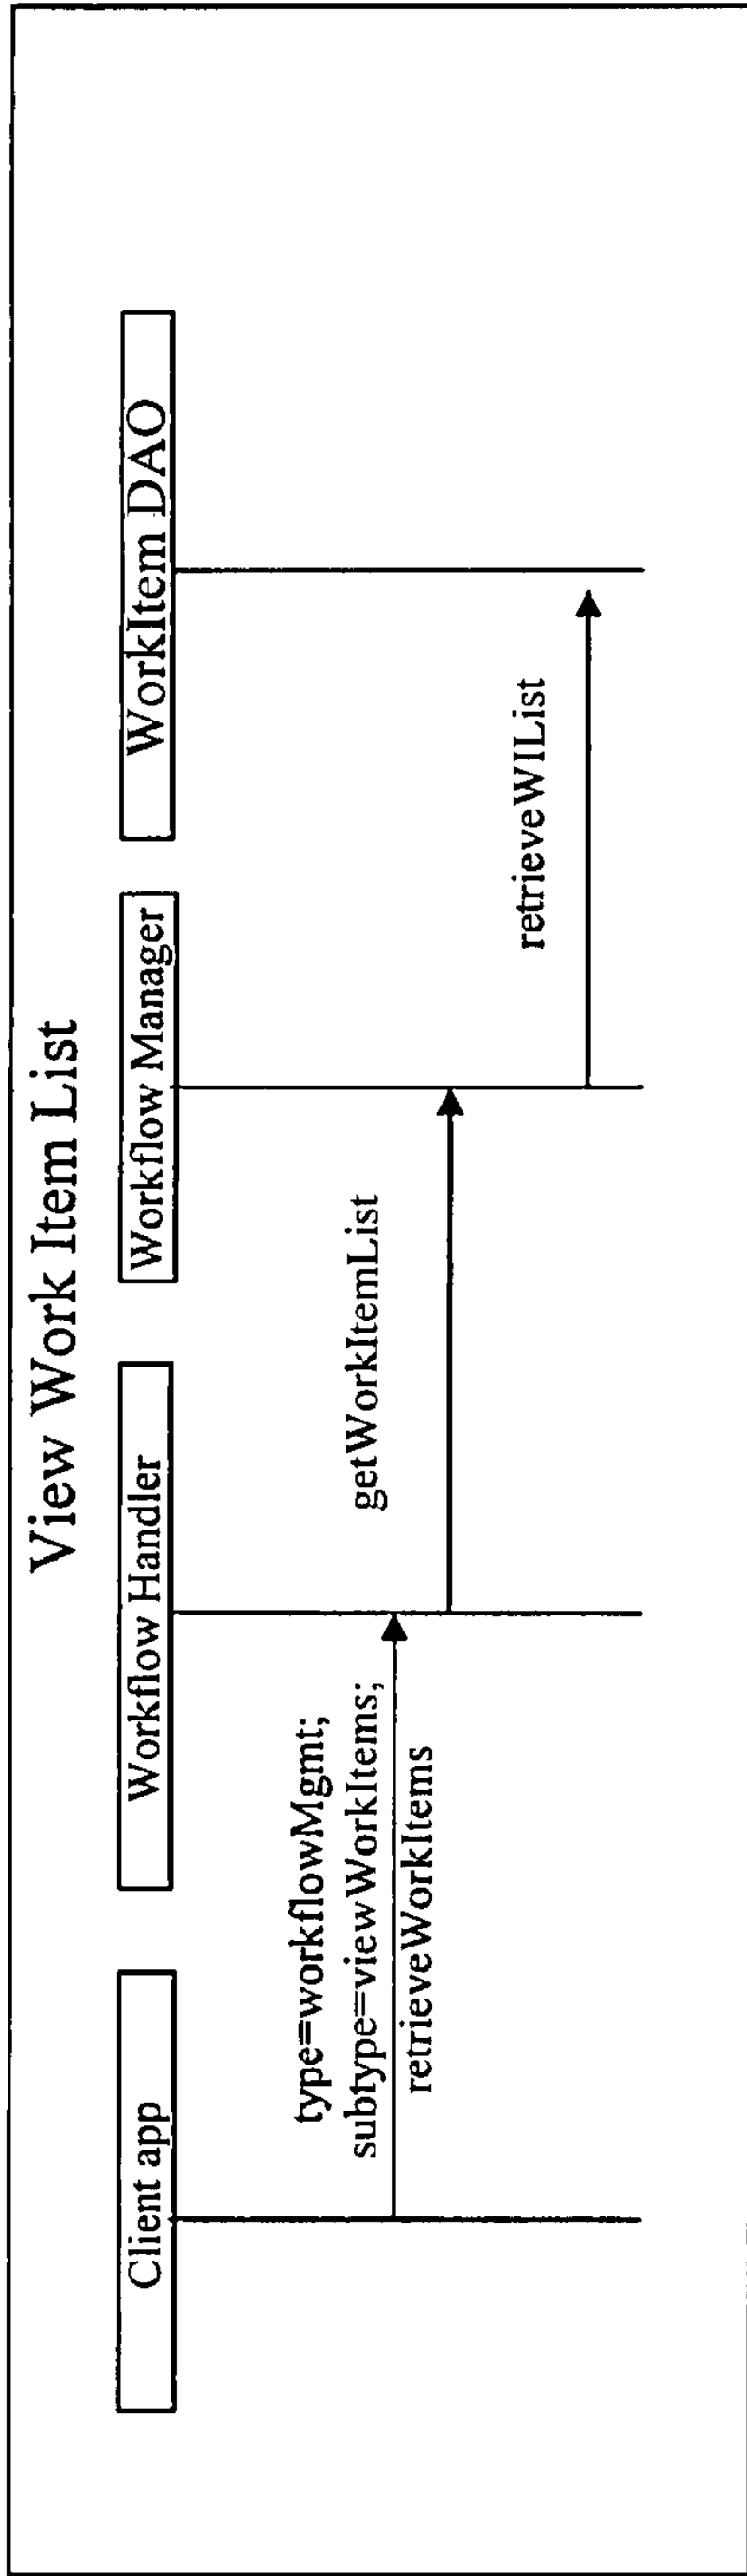 View Work Item List
Client app
Workflow Handler
Workflow Manager
WorkItem DAO
type=workflowMgmt;
subtype=viewWorkItems;
retrieveWorkItems
getWorkItemList
retrieveWIList